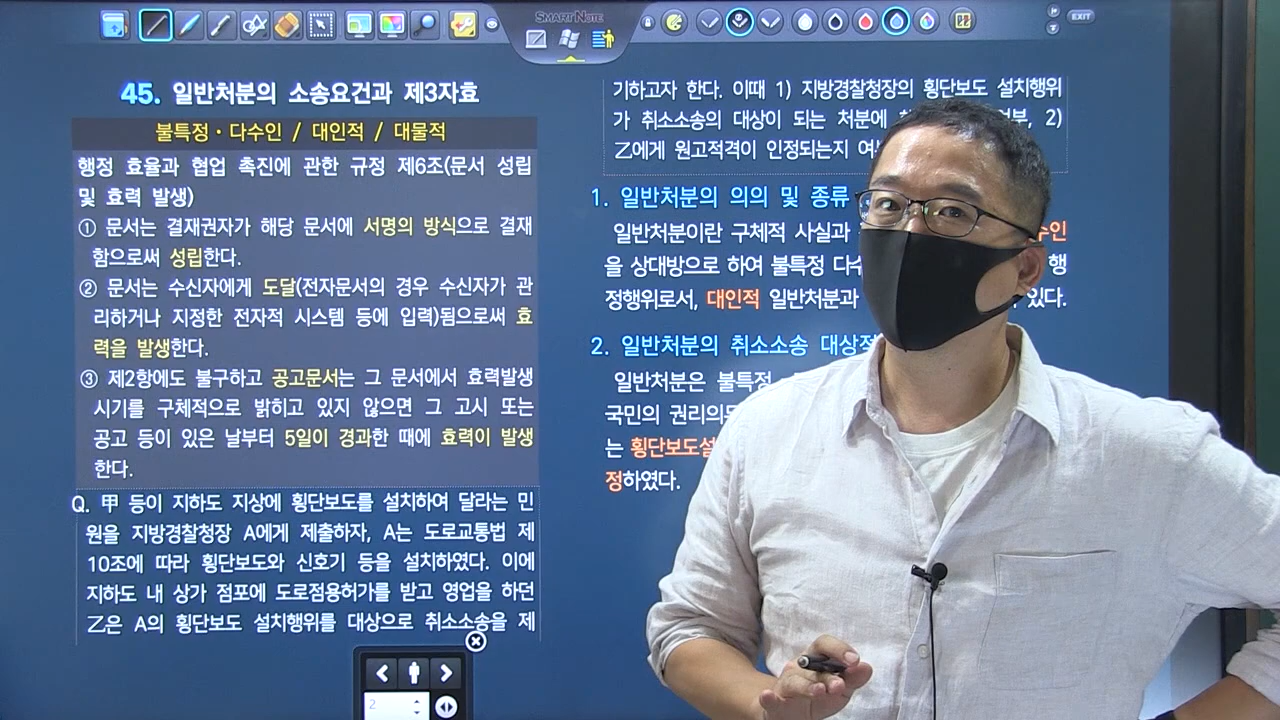 SMART NOTE
EXIT
45. 일반처분의 소송요건과 제3자효
불특정·다수인 / 대인적 / 대물적
행정 효율과 협업 촉진에 관한 규정 제6조(문서 성립
및 효력 발생)
① 문서는 결재권자가 해당 문서에 서명의 방식으로 결재
함으로써 성립한다.
② 문서는 수신자에게 도달(전자문서의 경우 수신자가 관
리하거나 지정한 전자적 시스템 등에 입력)됨으로써 효
력을 발생한다.
③ 제2항에도 불구하고 공고문서는 그 문서에서 효력발생
시기를 구체적으로 밝히고 있지 않으면 그 고시 또는
공고 등이 있은 날부터 5일이 경과한 때에 효력이 발생
한다.
Q. 甲 등이 지하도 지상에 횡단보도를 설치하여 달라는 민
원을 지방경찰청장 A에게 제출하자, A는 도로교통법 제
10조에 따라 횡단보도와 신호기 등을 설치하였다. 이에
지하도 내 상가 점포에 도로점용허가를 받고 영업을 하던
乙은 A의 횡단보도 설치행위를 대상으로 취소소송을 제
2
기하고자 한다. 이때 1) 지방경찰청장의 횡단보도 설치행위
가 취소소송의 대상이 되는 처분에 2)
乙에게 원고적격이 인정되는지
1. 일반처분의 의의 및 종류
일반처분이란 구체적 사실과 수인
을 상대방으로 하여 불특정 행
정행위로서, 대인적 일반처분과 있다.
2. 일반처분의 취소소송
일반처분은 불특정
국민의
는
정하였다.